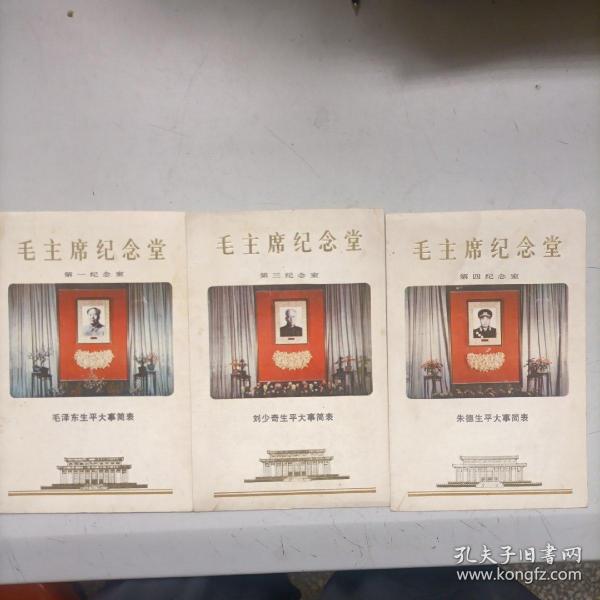 毛主席纪念堂
第一纪念室
毛泽东生平大事简表
毛主席纪念堂
第三纪念室
刘少奇生平大事简表
毛主席纪念堂
第四纪念室
朱德生平大事简表
孔夫子旧书网
www.kongfz.com